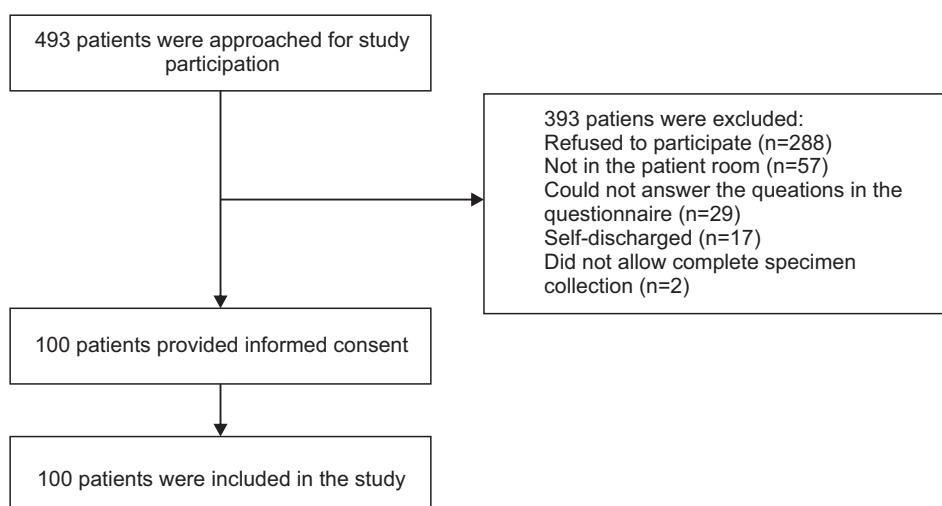 493 patients were approached for study
participation
393 patiens were excluded:
Refused to participate (n=288)
Not in the patient room (n=57)
Could not answer the queations in the
questionnaire (n=29)
Self-discharged (n=17)
Did not allow complete specimen
collection (n=2)
100 patients provided informed consent
100 patients were included in the study